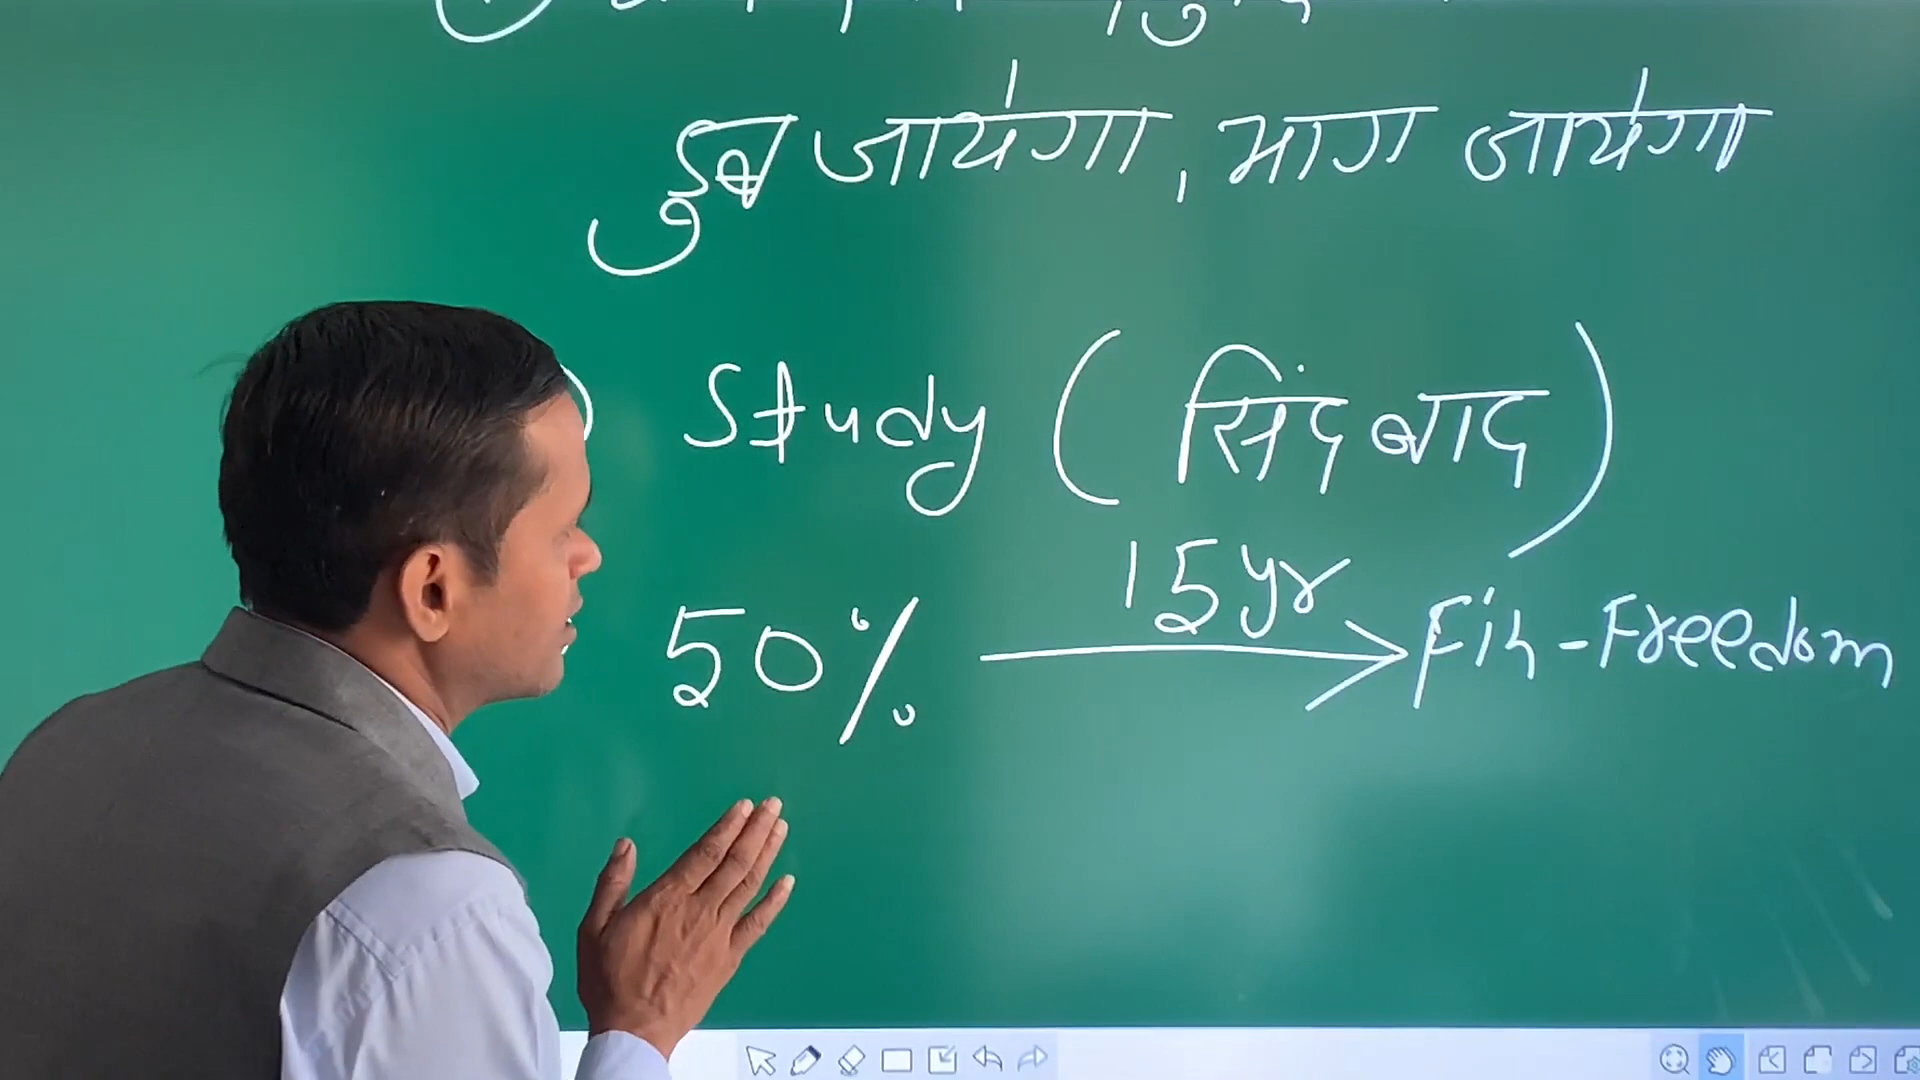 डुब जायेगा, भाग जायेगा
Study (सिंदबाद)
15yr
50% → Fin-Freedom